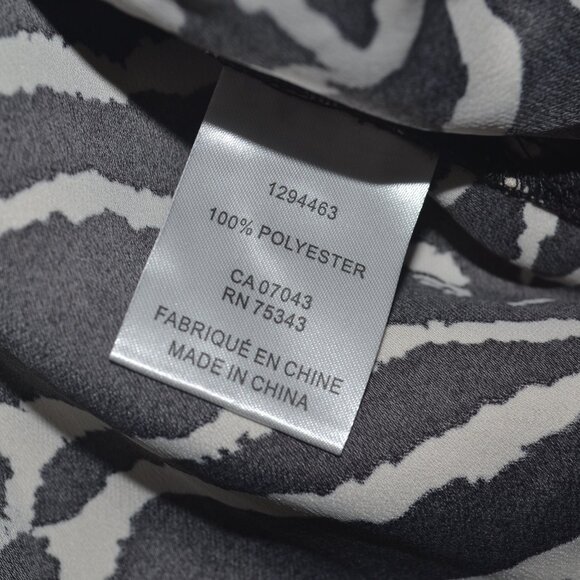 1294463
100% POLYESTER
CA 07043
RN 75343
FABRIQUÉ EN CHINE
MADE IN CHINA